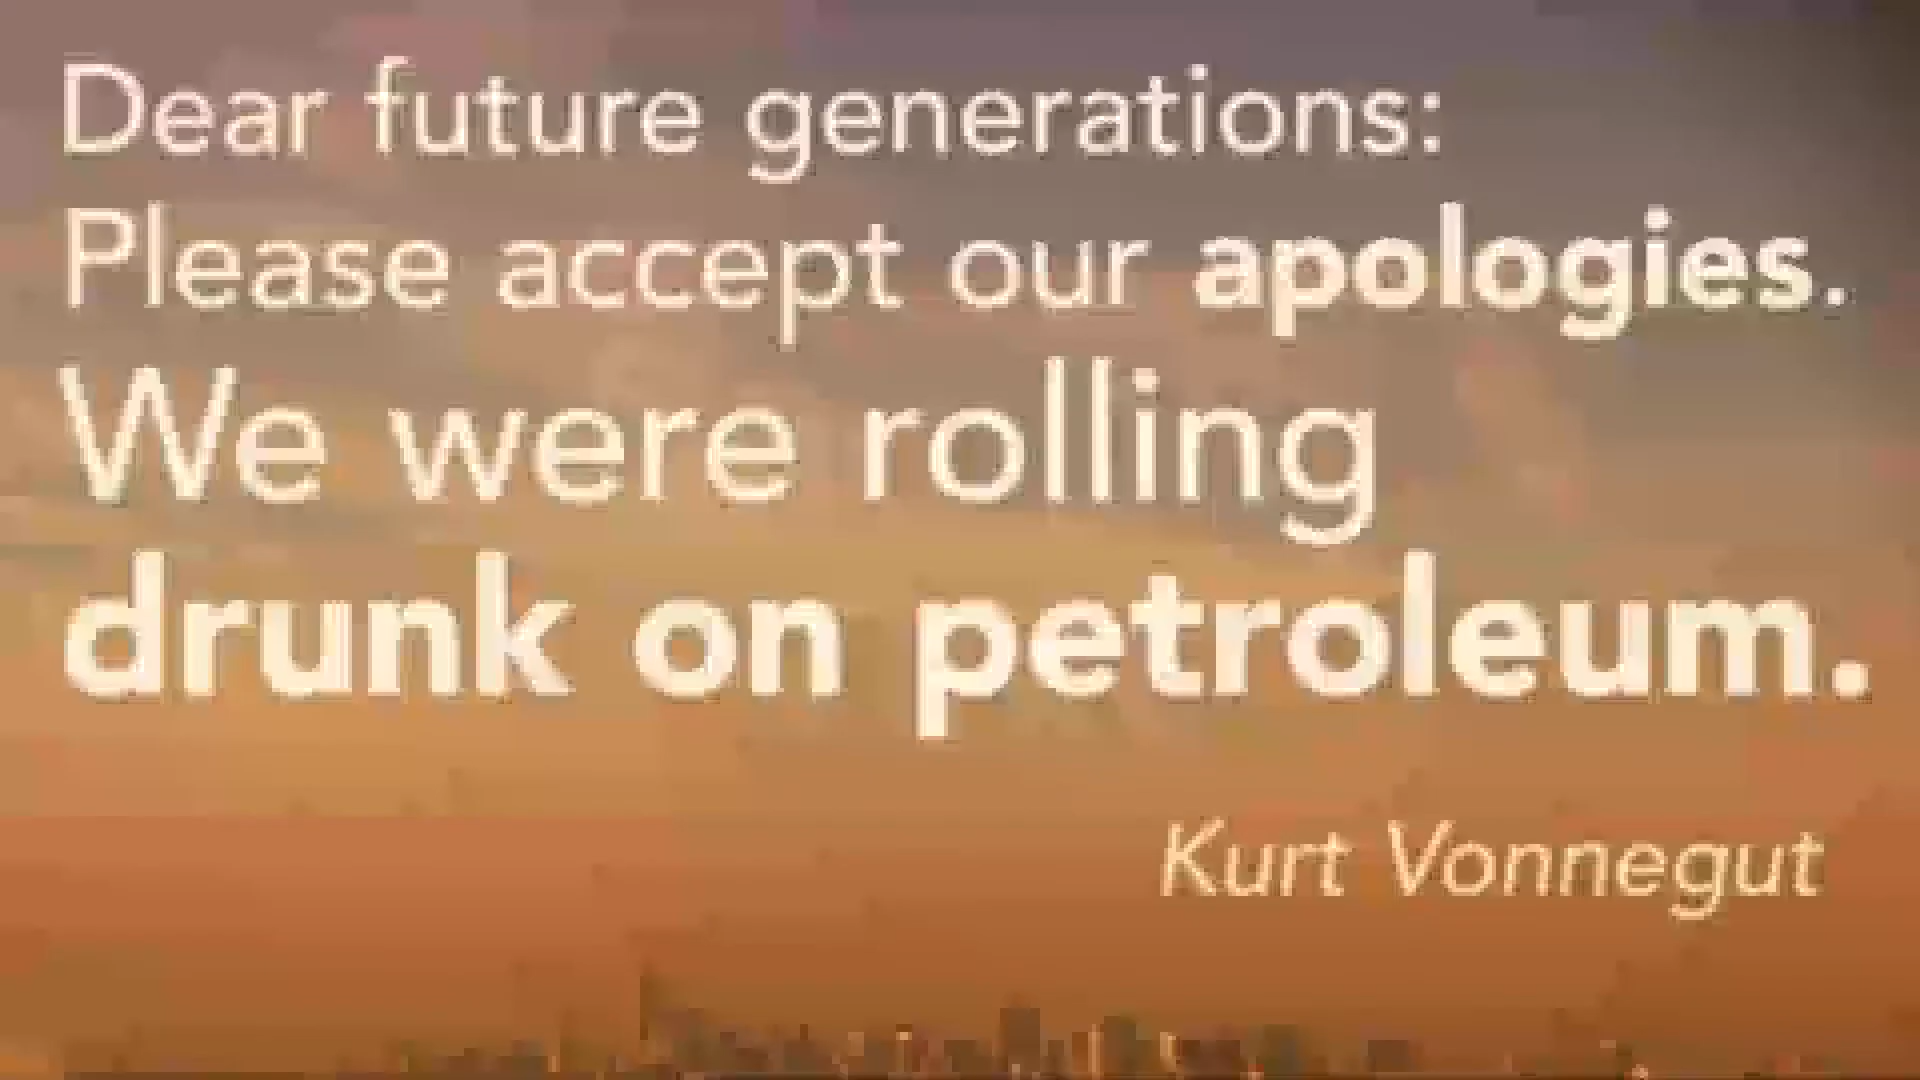 Dear future generations:
Please accept our apologies.
We were rolling
drunk on petroleum.
Kurt Vonnegut